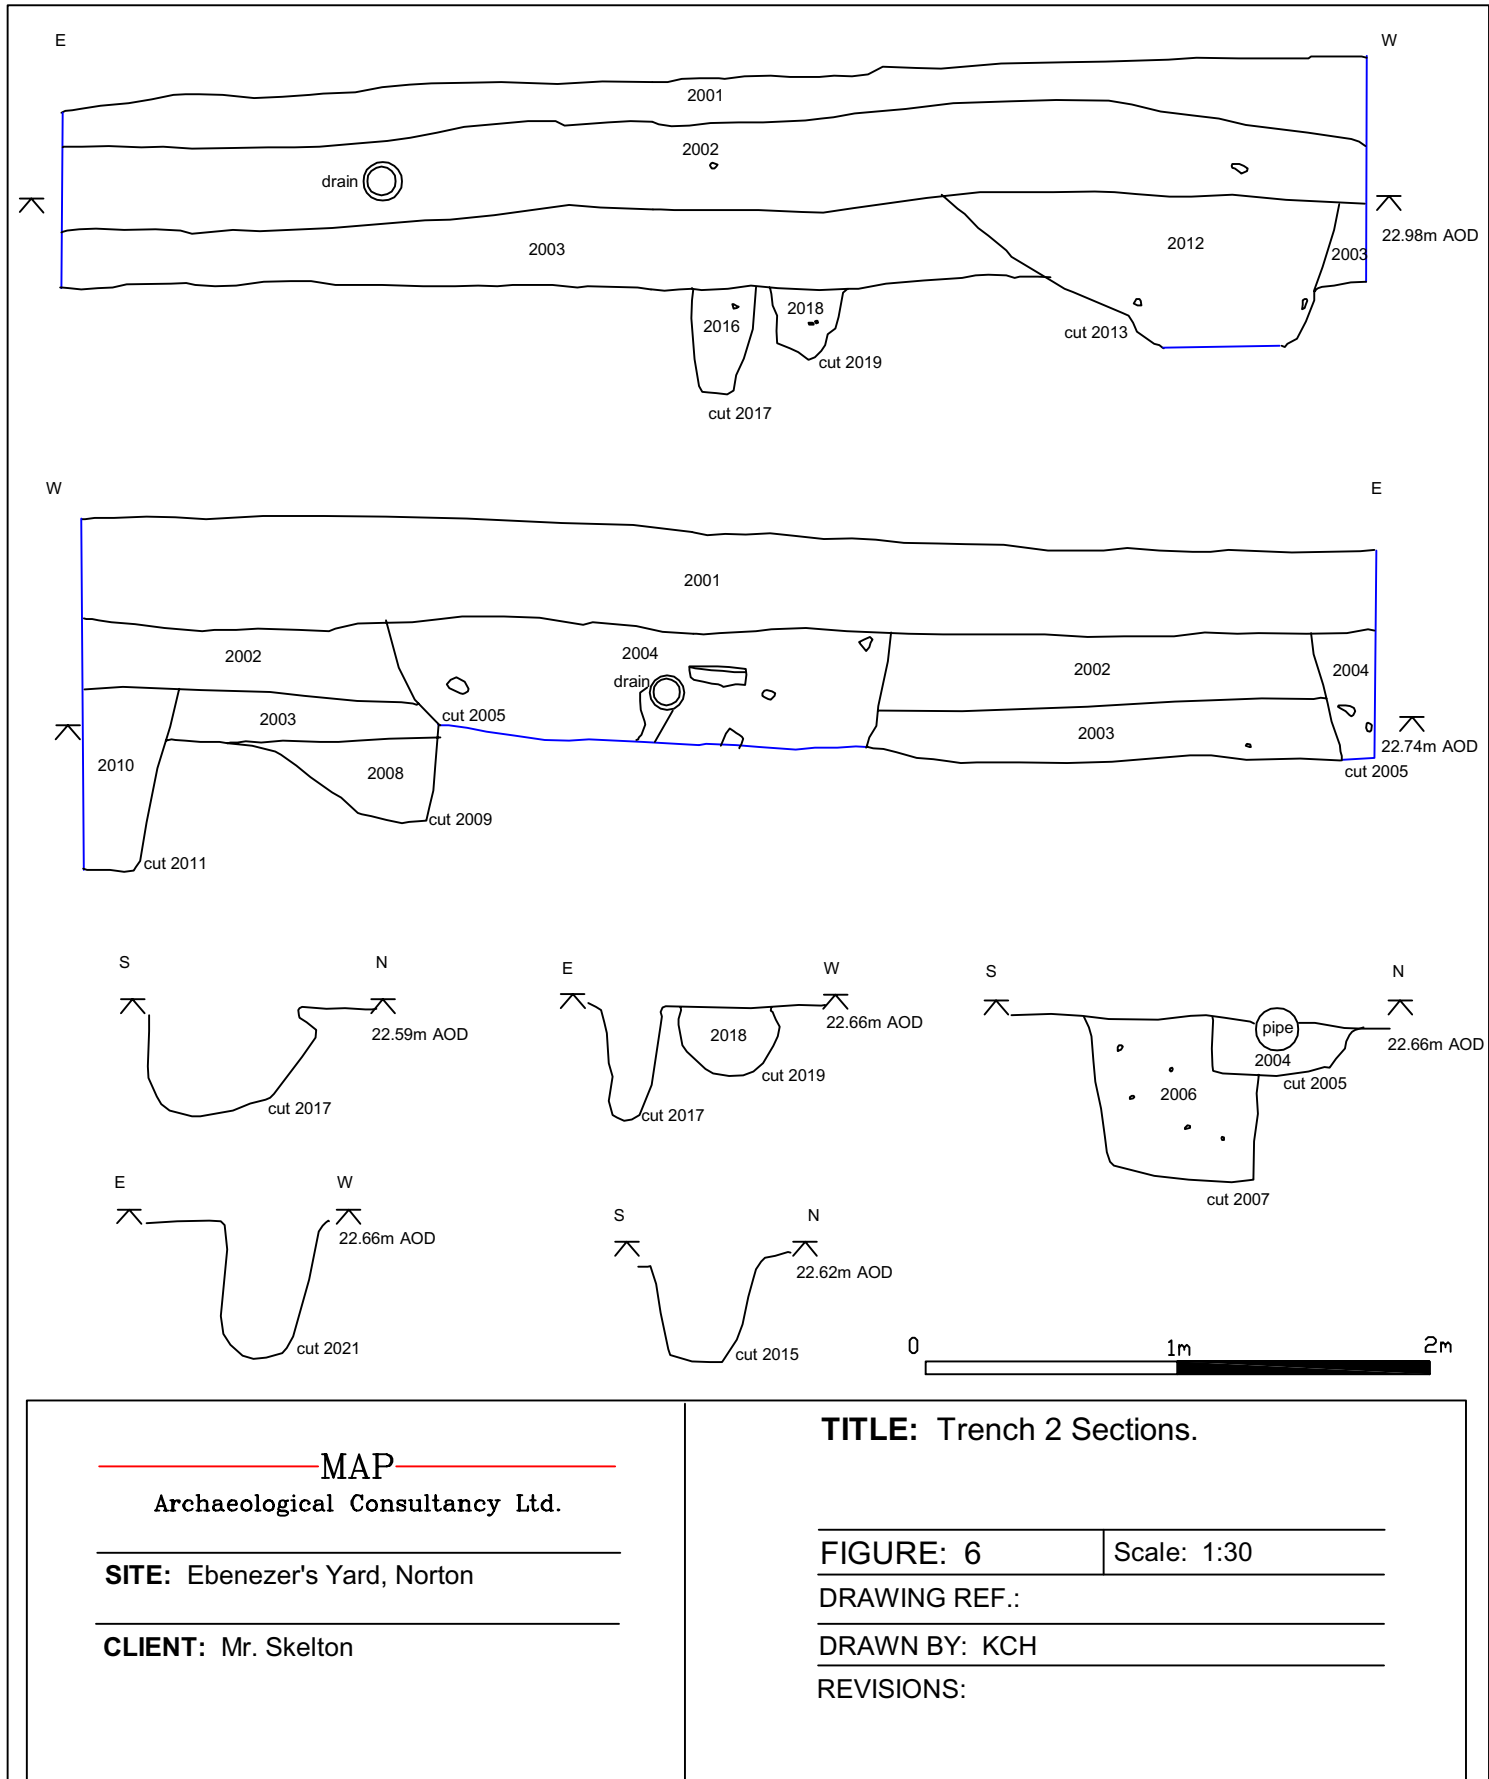 E W
2001
2002
drain
2003
2012
2003
22.98m AOD
2016
2018
cut 2013
cut 2019
cut 2017
W E
2001
2002
2004
2002
2004
drain
2003
cut 2005
2003
22.74m AOD
2010
2008
cut 2005
cut 2009
cut 2011
S N
22.59m AOD
cut 2017
E W
22.66m AOD
2018
cut 2019
cut 2017
S N
pipe
22.66m AOD
2004
cut 2005
2006
cut 2007
E W
22.66m AOD
cut 2021
S N
22.62m AOD
cut 2015
0 1m 2m
MAP
Archaeological Consultancy Ltd.
SITE: Ebenezer's Yard, Norton
CLIENT: Mr. Skelton
TITLE: Trench 2 Sections.
FIGURE: 6 Scale: 1:30
DRAWING REF.:
DRAWN BY: KCH
REVISIONS: